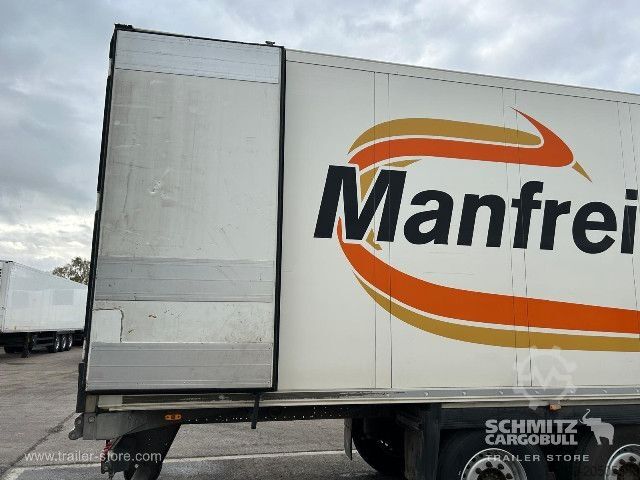 Manfrei
SCHMITZ
CARGOBULL
TRAILER STORE
www.trailer-store.com